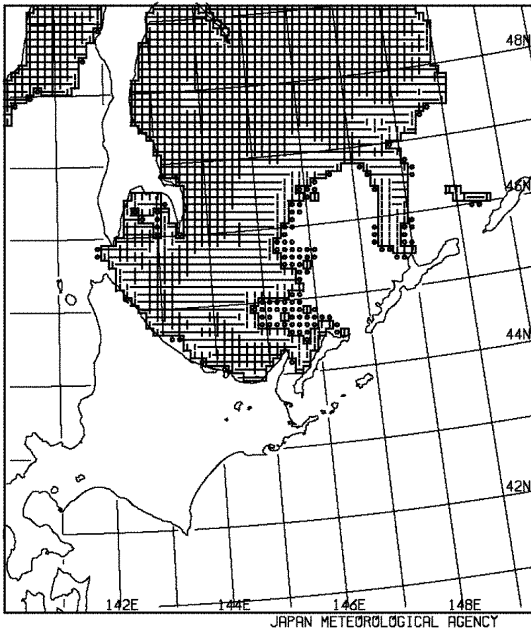 48N
46N
44N
42N
142E 144E 146E 148E
JAPAN METEOROLOGICAL AGENCY